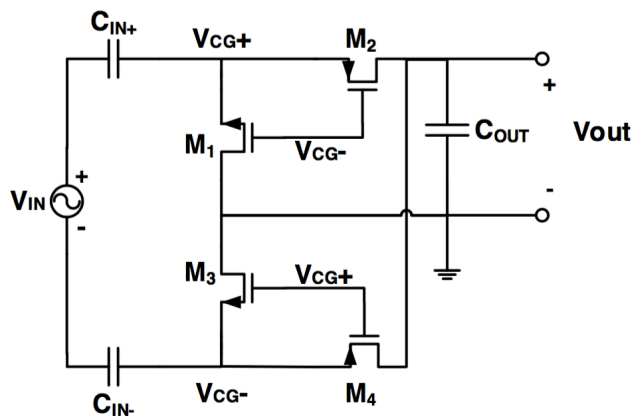 CIN+
VCG+
M2
+
M1
VCG-
COUT
Vout
VIN
+
-
-
M3
VCG+
CIN-
VCG-
M4